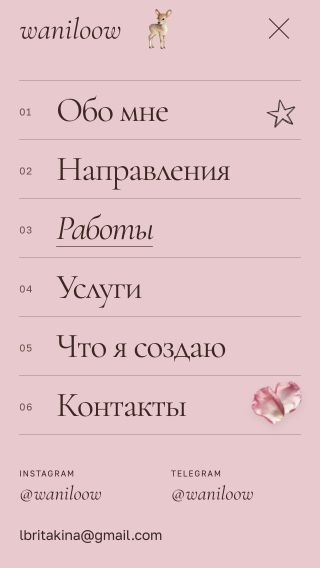 waniloow
01 Обо мне
02 Направления
03 Работы
04 Услуги
05 Что я создаю
06 Контакты
INSTAGRAM TELEGRAM
@waniloow @waniloow
lbritakina@gmail.com